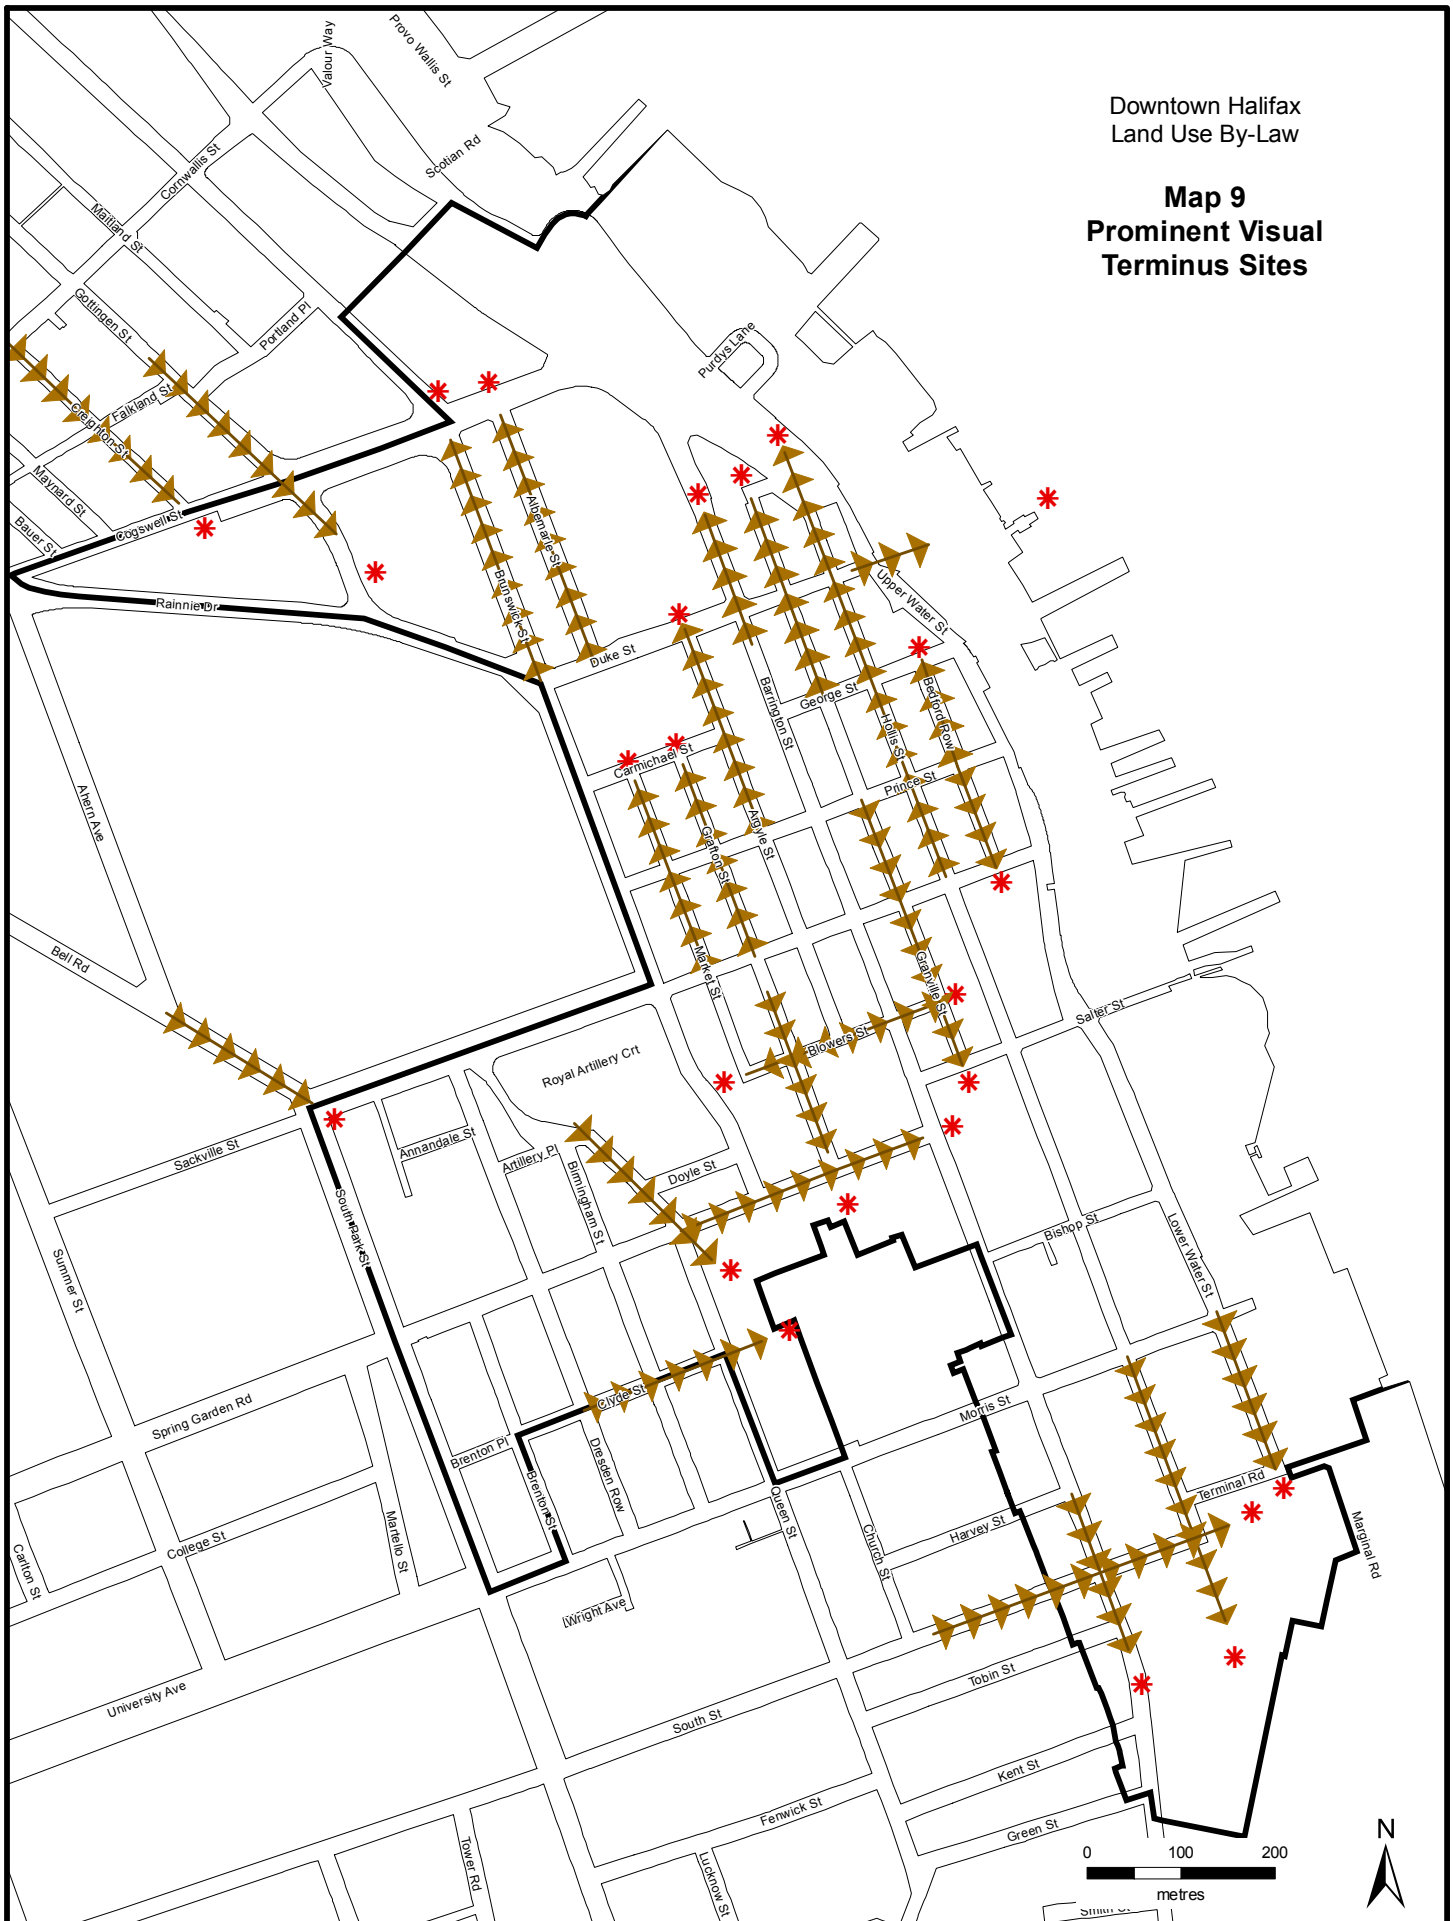 Downtown Halifax
Land Use By-Law
Map 9
Prominent Visual
Terminus Sites
Provo Wallis St
Valour Way
Scotian Rd
Cornwallis St
Maitland St
Gottingen St
Portland Pl
Purdys Lane
Falkland St
Creighton St
Maynard St
Bauer St
Cogswell St
Albemarle St
Brunswick St
Rainnie Dr
Upper Water St
Duke St
Barrington St
George St
Bedford Row
Hollis St
Carmichael St
Prince St
Ahern Ave
Argyle St
Grafton St
Bell Rd
Market St
Granville St
Salter St
Blowers St
Royal Artillery Crt
Annandale St
Sackville St
Artillery Pl
Doyle St
Birmingham St
South Park St
Bishop St
Lower Water St
Summer St
Clyde St
Spring Garden Rd
Morris St
Brenton Pl
Dresden Row
Brenton St
Terminal Rd
Queen St
Martello St
College St
Harvey St
Church St
Marginal Rd
Carlton St
Wright Ave
Tobin St
University Ave
South St
Kent St
Fenwick St
Green St
Tower Rd
Lucknow St
N
0 100 200
metres